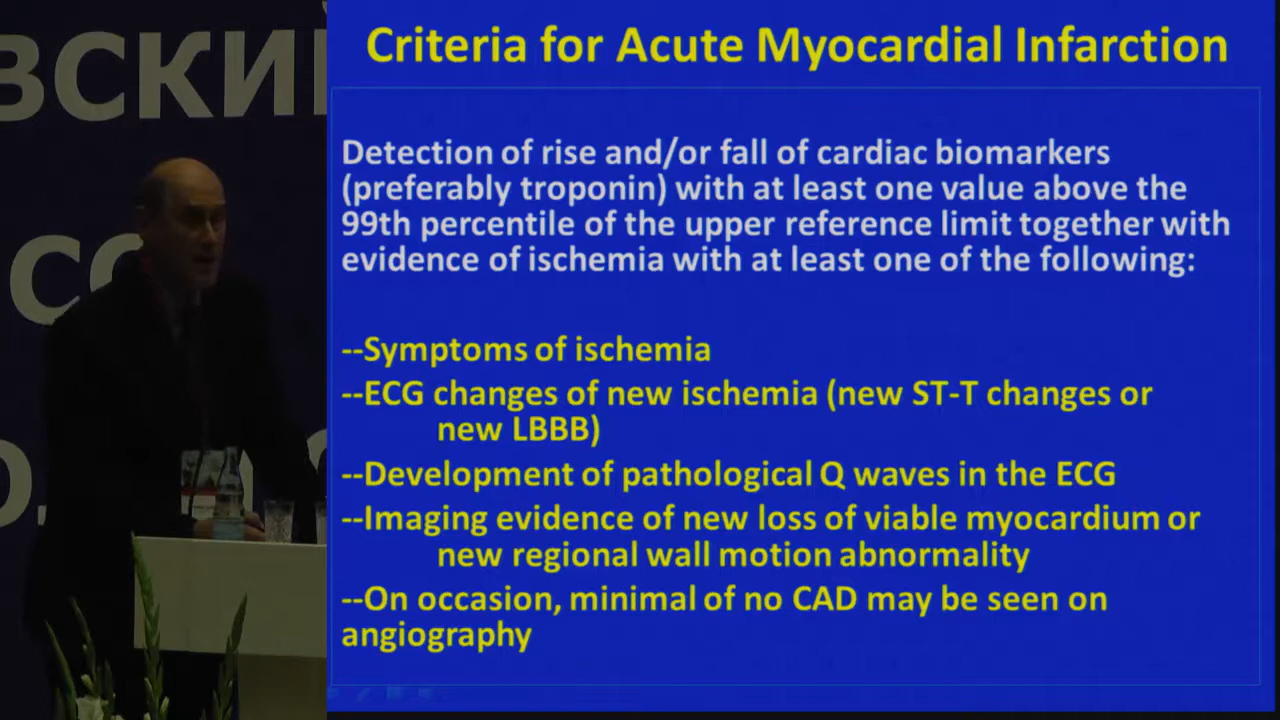 ВСКИЙ
СО
О.
Criteria for Acute Myocardial Infarction
Detection of rise and/or fall of cardiac biomarkers
(preferably troponin) with at least one value above the
99th percentile of the upper reference limit together with
evidence of ischemia with at least one of the following:
--Symptoms of ischemia
--ECG changes of new ischemia (new ST-T changes or
new LBBB)
--Development of pathological Q waves in the ECG
--Imaging evidence of new loss of viable myocardium or
new regional wall motion abnormality
--On occasion, minimal of no CAD may be seen on
angiography